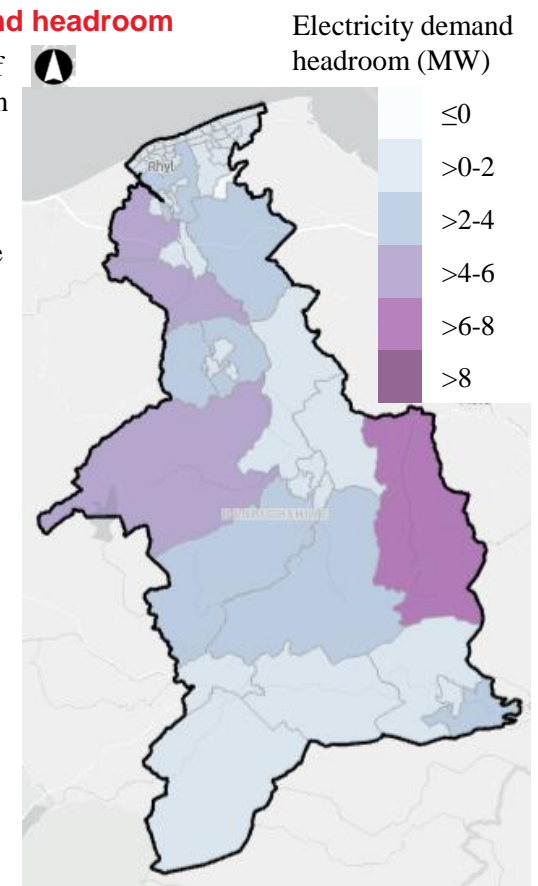 nd headroom
f
n
e
Electricity demand
headroom (MW)
≤0
>0-2
>2-4
>4-6
>6-8
>8
Rhyl